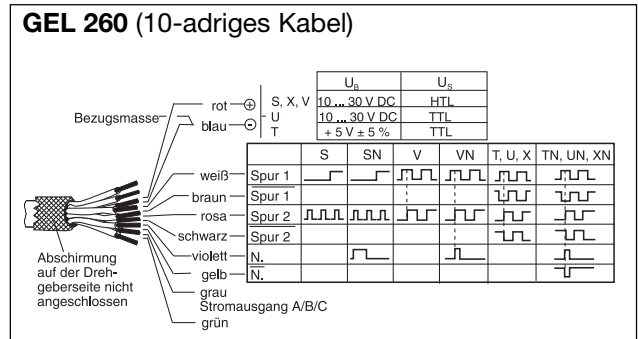 GEL 260 (10-adriges Kabel)
U_B U_S
rot S, X, V 10 ... 30 V DC HTL
Bezugsmasse U 10 ... 30 V DC TTL
blau T + 5 V ± 5 % TTL
S SN V VN T, U, X TN, UN, XN
weiß Spur 1
braun Spur 1
rosa Spur 2
schwarz Spur 2
violett N.
gelb N.
grau
Stromausgang A/B/C
grün
Abschirmung
auf der Dreh-
geberseite nicht
angeschlossen